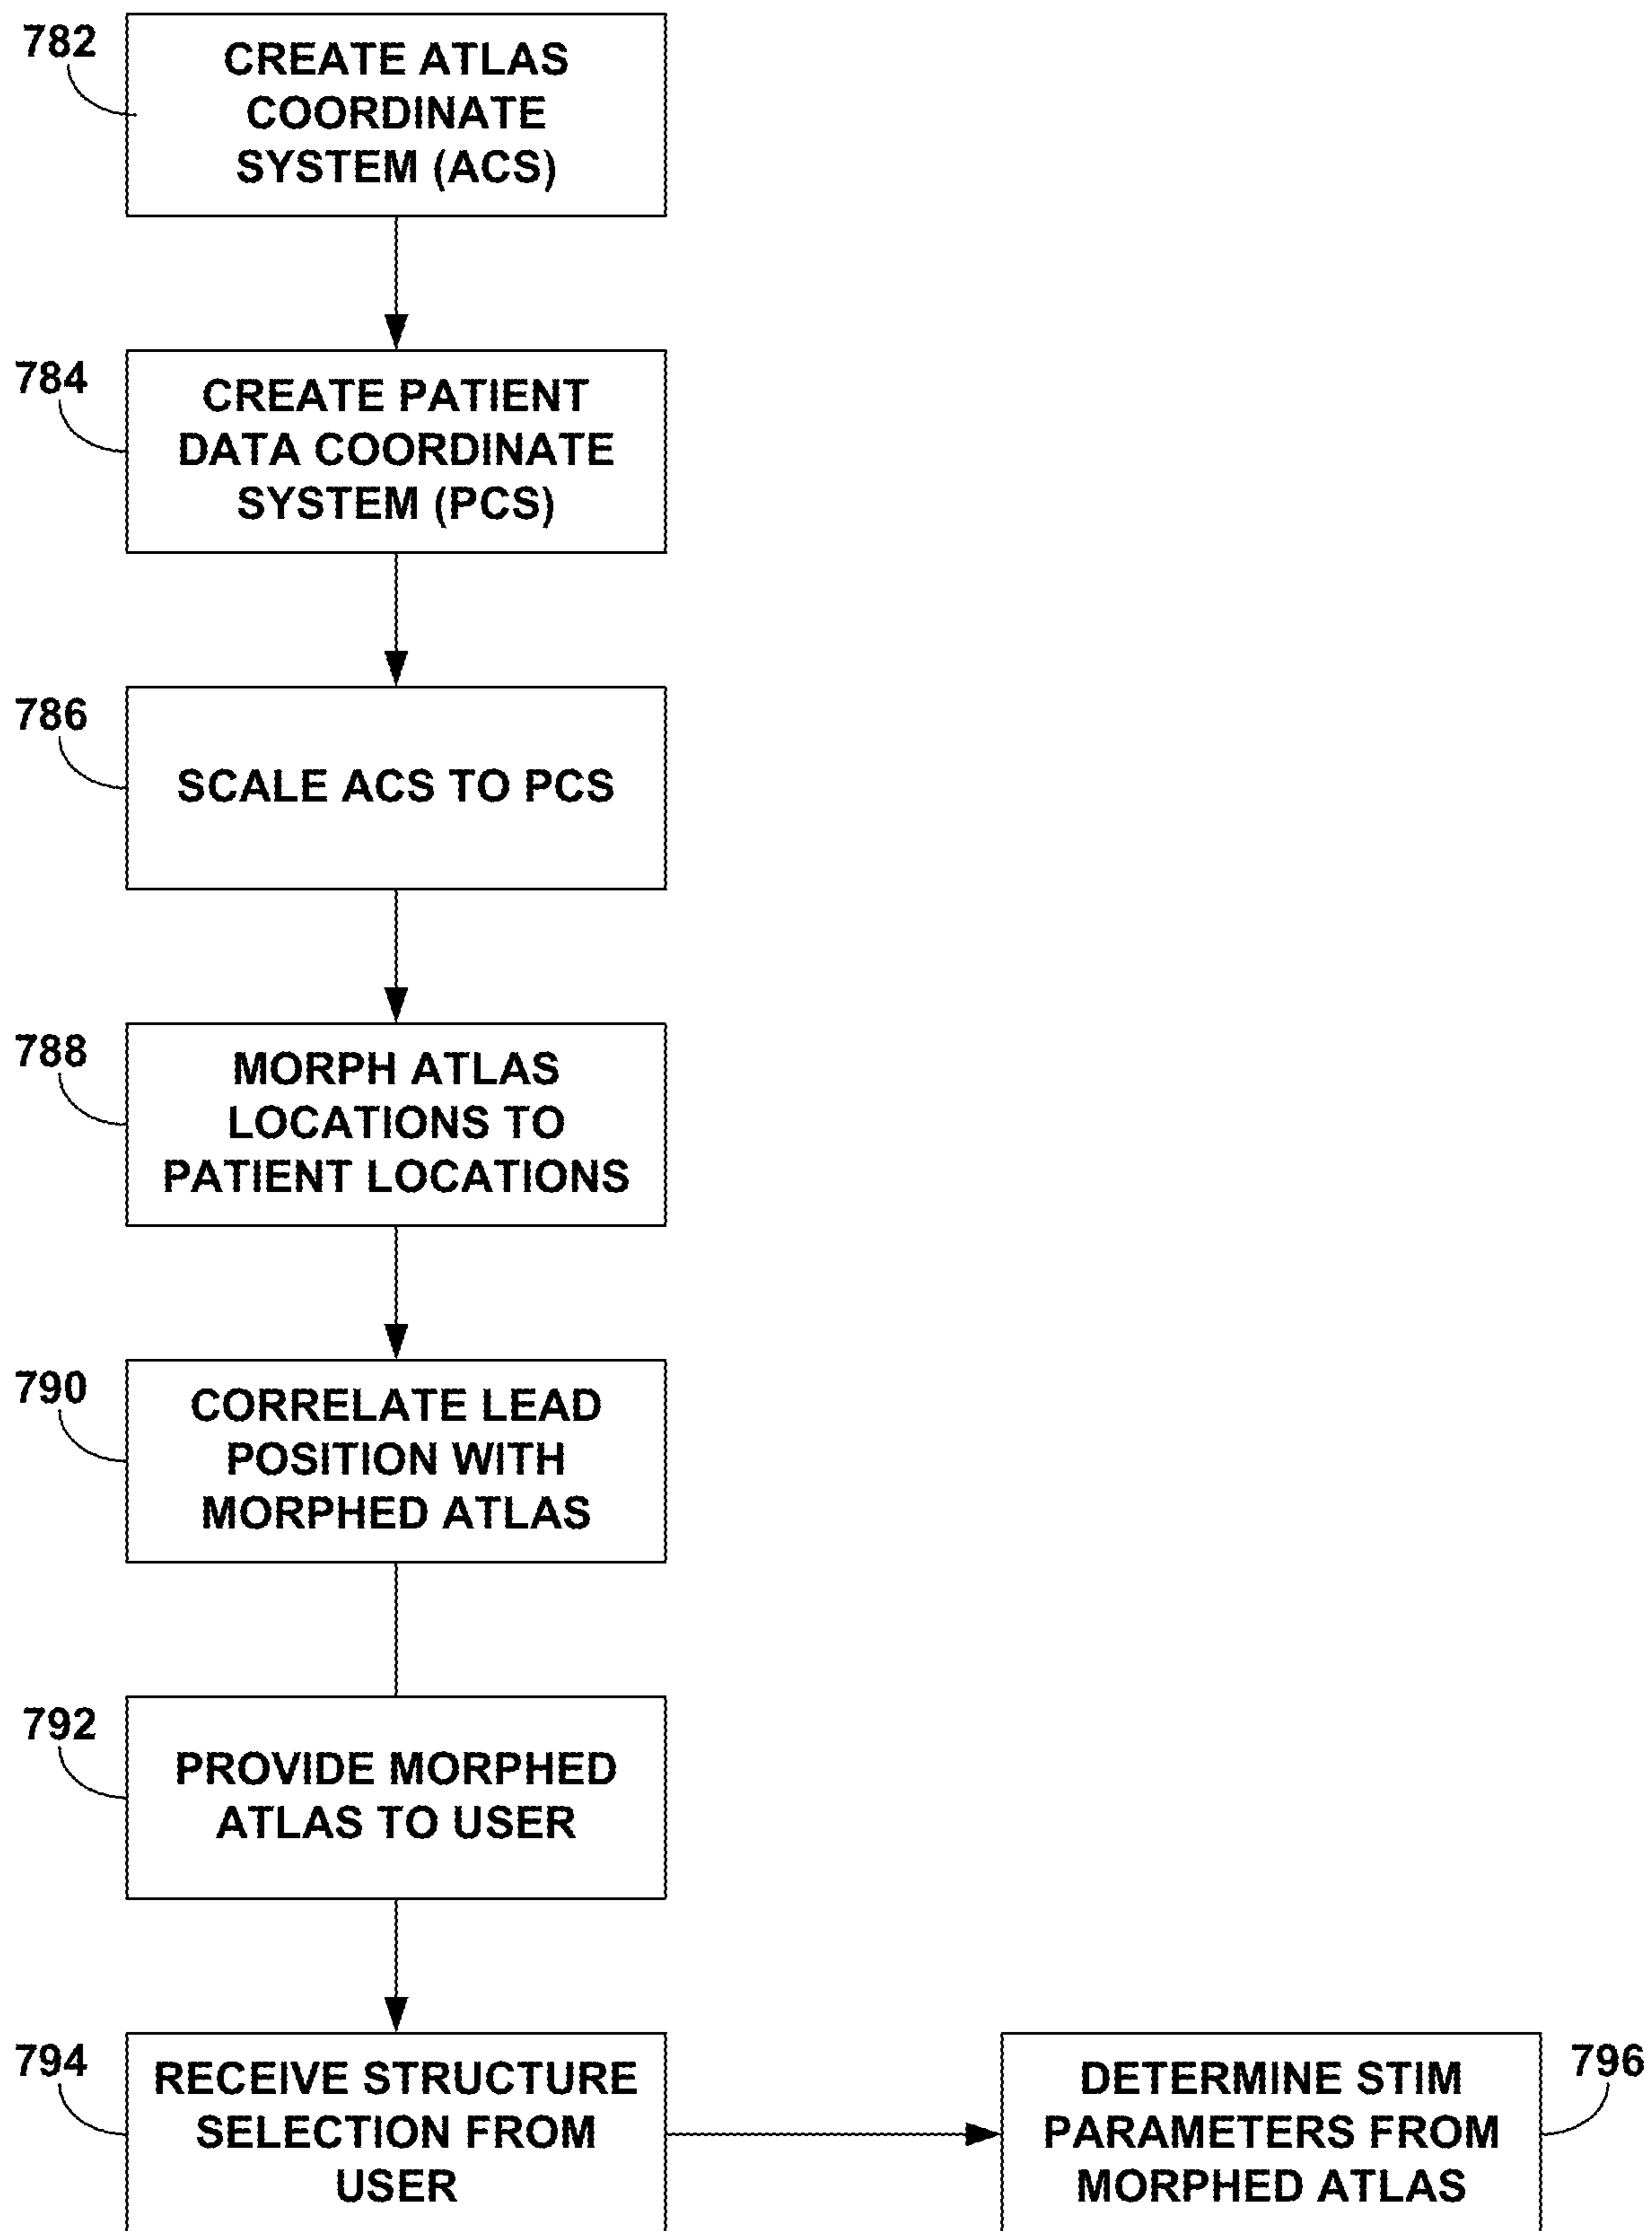 782
CREATE ATLAS
COORDINATE
SYSTEM (ACS)
784
CREATE PATIENT
DATA COORDINATE
SYSTEM (PCS)
786
SCALE ACS TO PCS
788
MORPH ATLAS
LOCATIONS TO
PATIENT LOCATIONS
790
CORRELATE LEAD
POSITION WITH
MORPHED ATLAS
792
PROVIDE MORPHED
ATLAS TO USER
794
RECEIVE STRUCTURE
SELECTION FROM
USER
DETERMINE STIM
PARAMETERS FROM
MORPHED ATLAS
796